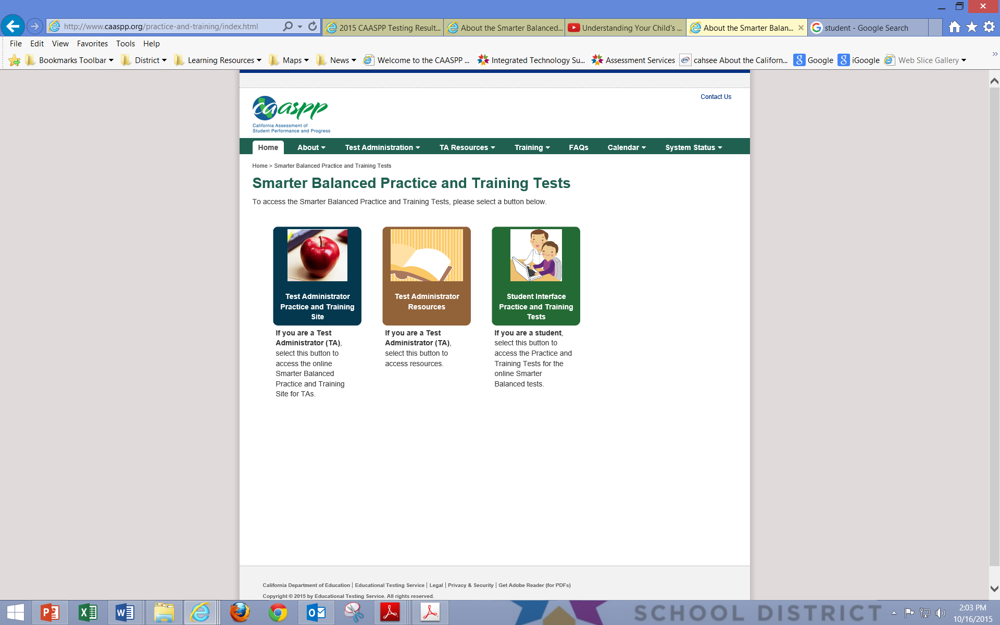 http://www.caaspp.org/practice-and-training/index.html
2015 CAASPP Testing Result...
About the Smarter Balanced...
Understanding Your Child's ...
About the Smarter Balan...
student - Google Search
File Edit View Favorites Tools Help
Bookmarks Toolbar District Learning Resources Maps News Welcome to the CAASPP ... Integrated Technology Su... Assessment Services cahsee About the Californ... Google iGoogle Web Slice Gallery
Contact Us
caaspp
California Assessment of
Student Performance and Progress
Home About Test Administration TA Resources Training FAQs Calendar System Status
Home > Smarter Balanced Practice and Training Tests
Smarter Balanced Practice and Training Tests
To access the Smarter Balanced Practice and Training Tests, please select a button below.
Test Administrator
Practice and Training
Site
If you are a Test
Administrator (TA),
select this button to
access the online
Smarter Balanced
Practice and Training
Site for TAs.
Test Administrator
Resources
If you are a Test
Administrator (TA),
select this button to
access resources.
Student Interface
Practice and Training
Tests
If you are a student,
select this button to
access the Practice and
Training Tests for the
online Smarter
Balanced tests.
California Department of Education | Educational Testing Service | Legal | Privacy & Security | Get Adobe Reader (for PDFs)
Copyright © 2015 by Educational Testing Service. All rights reserved.
SCHOOL DISTRICT
2:03 PM
10/16/2015